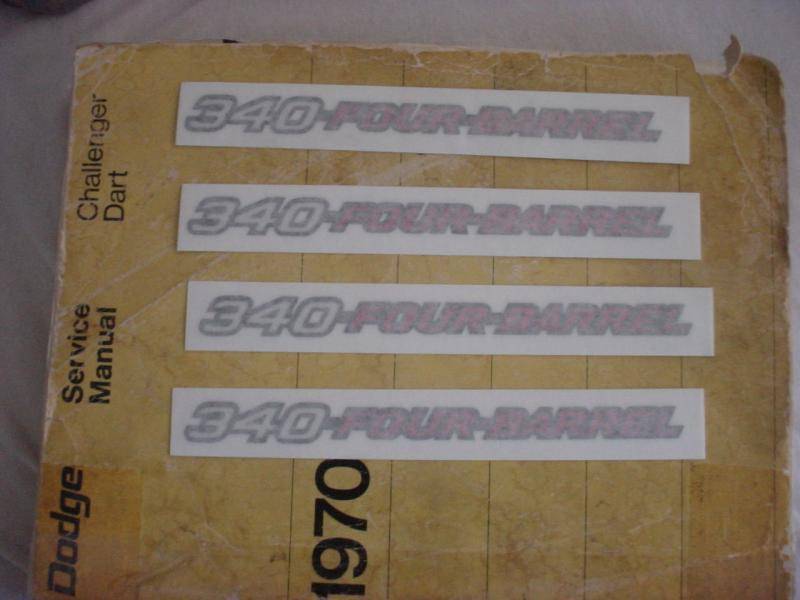 340-FOUR-BARREL
340-FOUR-BARREL
340-FOUR-BARREL
340-FOUR-BARREL
Challenger
Dart
Service
Manual
Dodge
1970